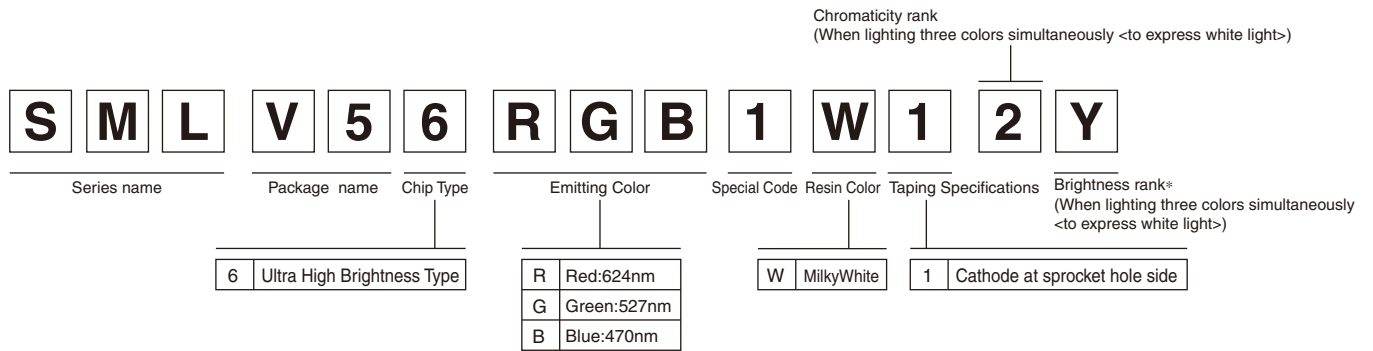 Chromaticity rank
(When lighting three colors simultaneously <to express white light>)
S M L V 5 6 R G B 1 W 1 2 Y
Series name Package name Chip Type Emitting Color Special Code Resin Color Taping Specifications Brightness rank*
(When lighting three colors simultaneously
<to express white light>)
6 Ultra High Brightness Type R Red:624nm W MilkyWhite 1 Cathode at sprocket hole side
G Green:527nm
B Blue:470nm